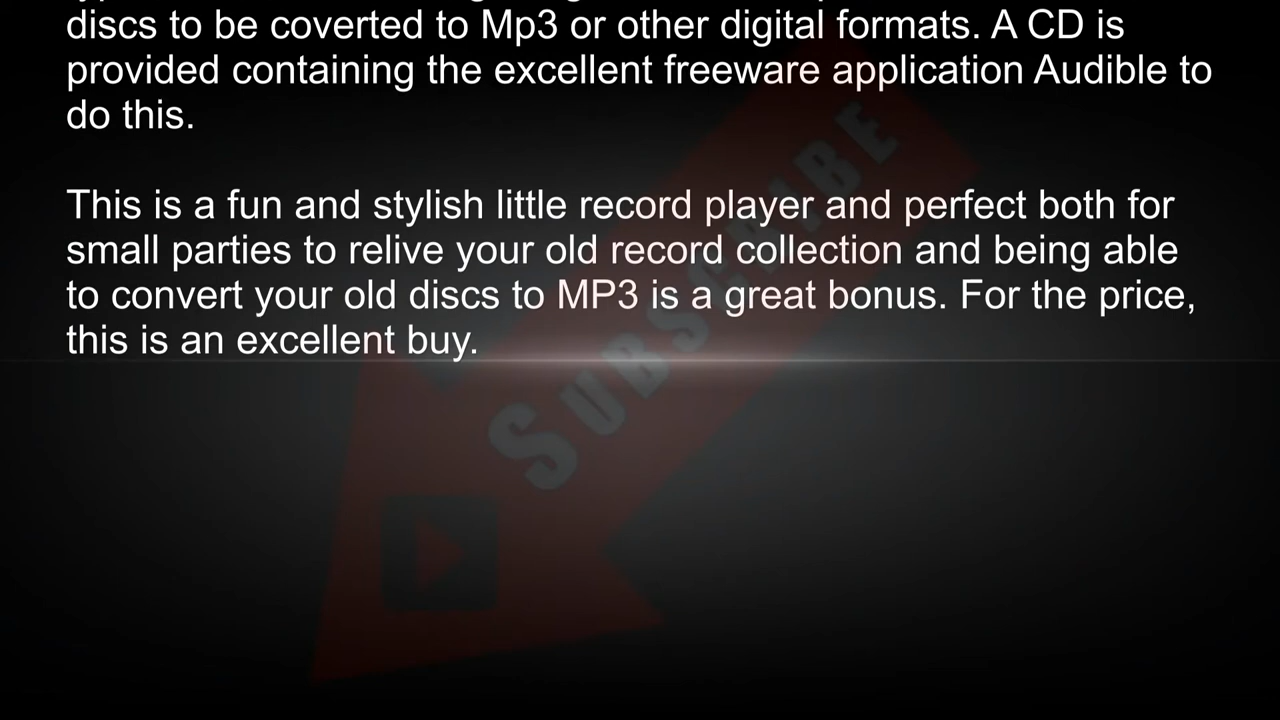 discs to be coverted to Mp3 or other digital formats. A CD is
provided containing the excellent freeware application Audible to
do this.
This is a fun and stylish little record player and perfect both for
small parties to relive your old record collection and being able
to convert your old discs to MP3 is a great bonus. For the price,
this is an excellent buy.
SUBSCRIBE